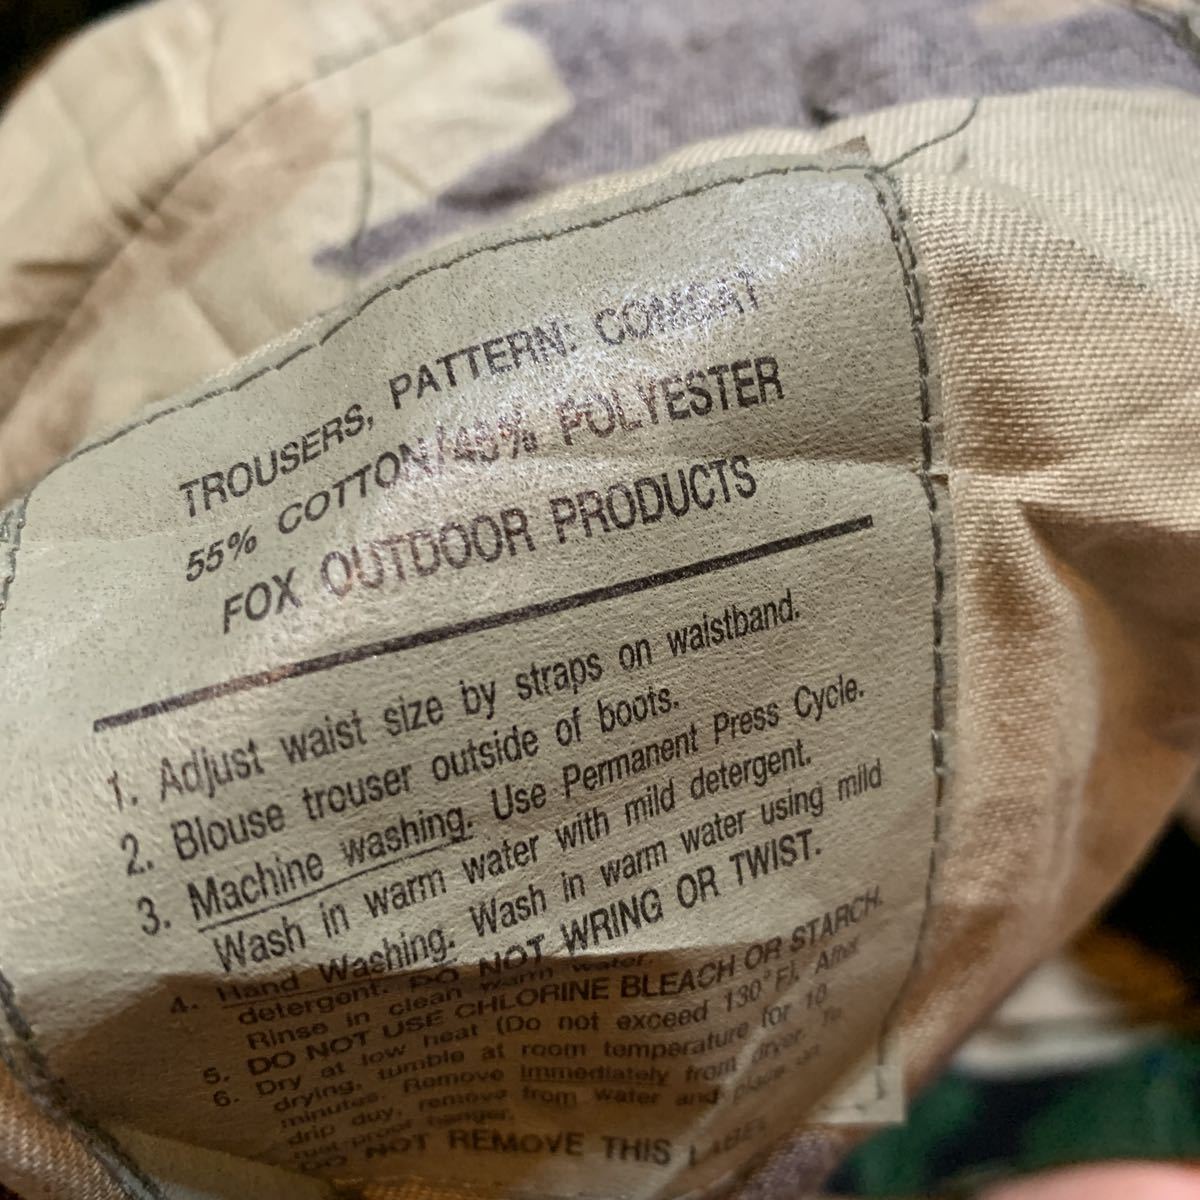 TROUSERS, PATTERN: COMBAT
55% COTTON/45% POLYESTER
FOX OUTDOOR PRODUCTS
1. Adjust waist size by straps on waistband.
2. Blouse trouser outside of boots.
3. Machine washing. Use Permanent Press Cycle.
Wash in warm water with mild detergent.
4. Hand Washing. Wash in warm water using mild
detergent. DO NOT WRING OR TWIST.
Rinse in clean warm water.
5. DO NOT USE CHLORINE BLEACH OR STARCH.
6. Dry at low heat (Do not exceed 130°F). After
drying, tumble at room temperature for 10
minutes. Remove immediately from dryer. To
drip duy, remove from water and place on
rust-proof hanger.
DO NOT REMOVE THIS LABEL